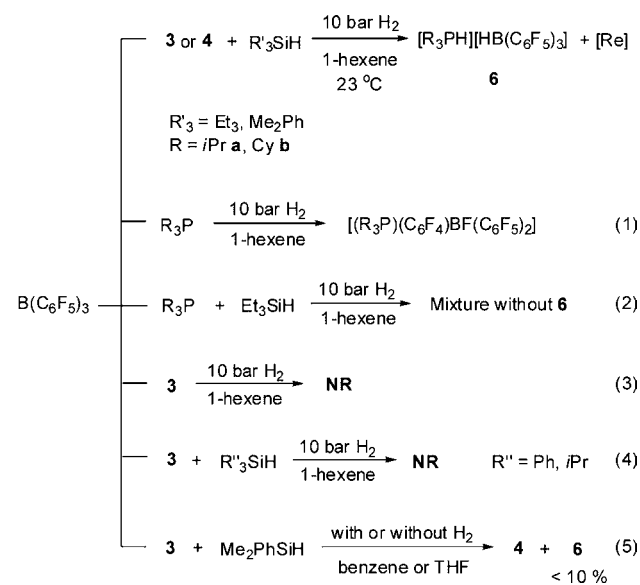 10 bar H₂
3 or 4 + R'₃SiH → [R₃PH][HB(C₆F₅)₃] + [Re]
1-hexene 6
23 °C
R'₃ = Et₃, Me₂Ph
R = iPr a, Cy b
10 bar H₂
R₃P → [(R₃P)(C₆F₄)BF(C₆F₅)₂] (1)
1-hexene
B(C₆F₅)₃
10 bar H₂
R₃P + Et₃SiH → Mixture without 6 (2)
1-hexene
10 bar H₂
3 → NR (3)
1-hexene
10 bar H₂
3 + R''₃SiH → NR R'' = Ph, iPr (4)
1-hexene
with or without H₂
3 + Me₂PhSiH → 4 + 6 (5)
benzene or THF < 10 %